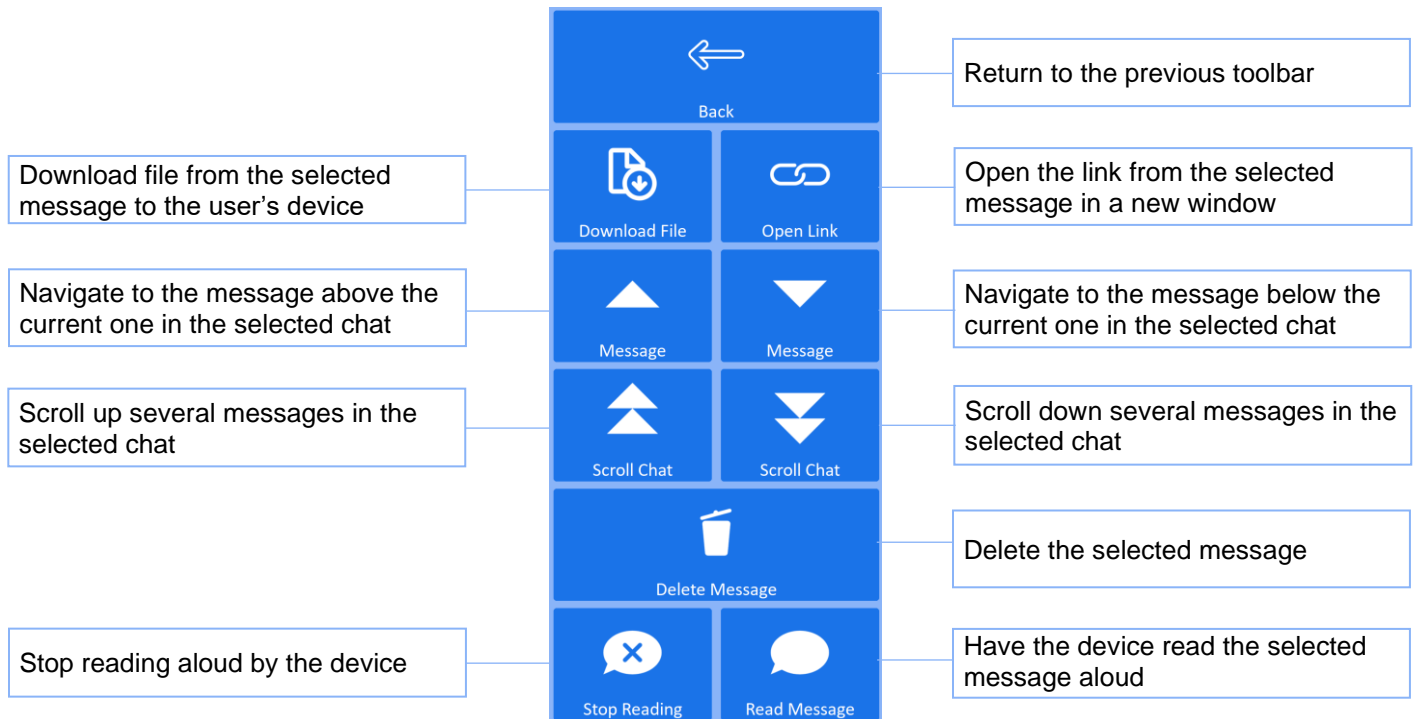 Back
Return to the previous toolbar
Download file from the selected
message to the user's device
Download File
Open Link
Open the link from the selected
message in a new window
Navigate to the message above the
current one in the selected chat
Message
Message
Navigate to the message below the
current one in the selected chat
Scroll up several messages in the
selected chat
Scroll Chat
Scroll Chat
Scroll down several messages in the
selected chat
Delete Message
Delete the selected message
Stop reading aloud by the device
Stop Reading
Read Message
Have the device read the selected
message aloud